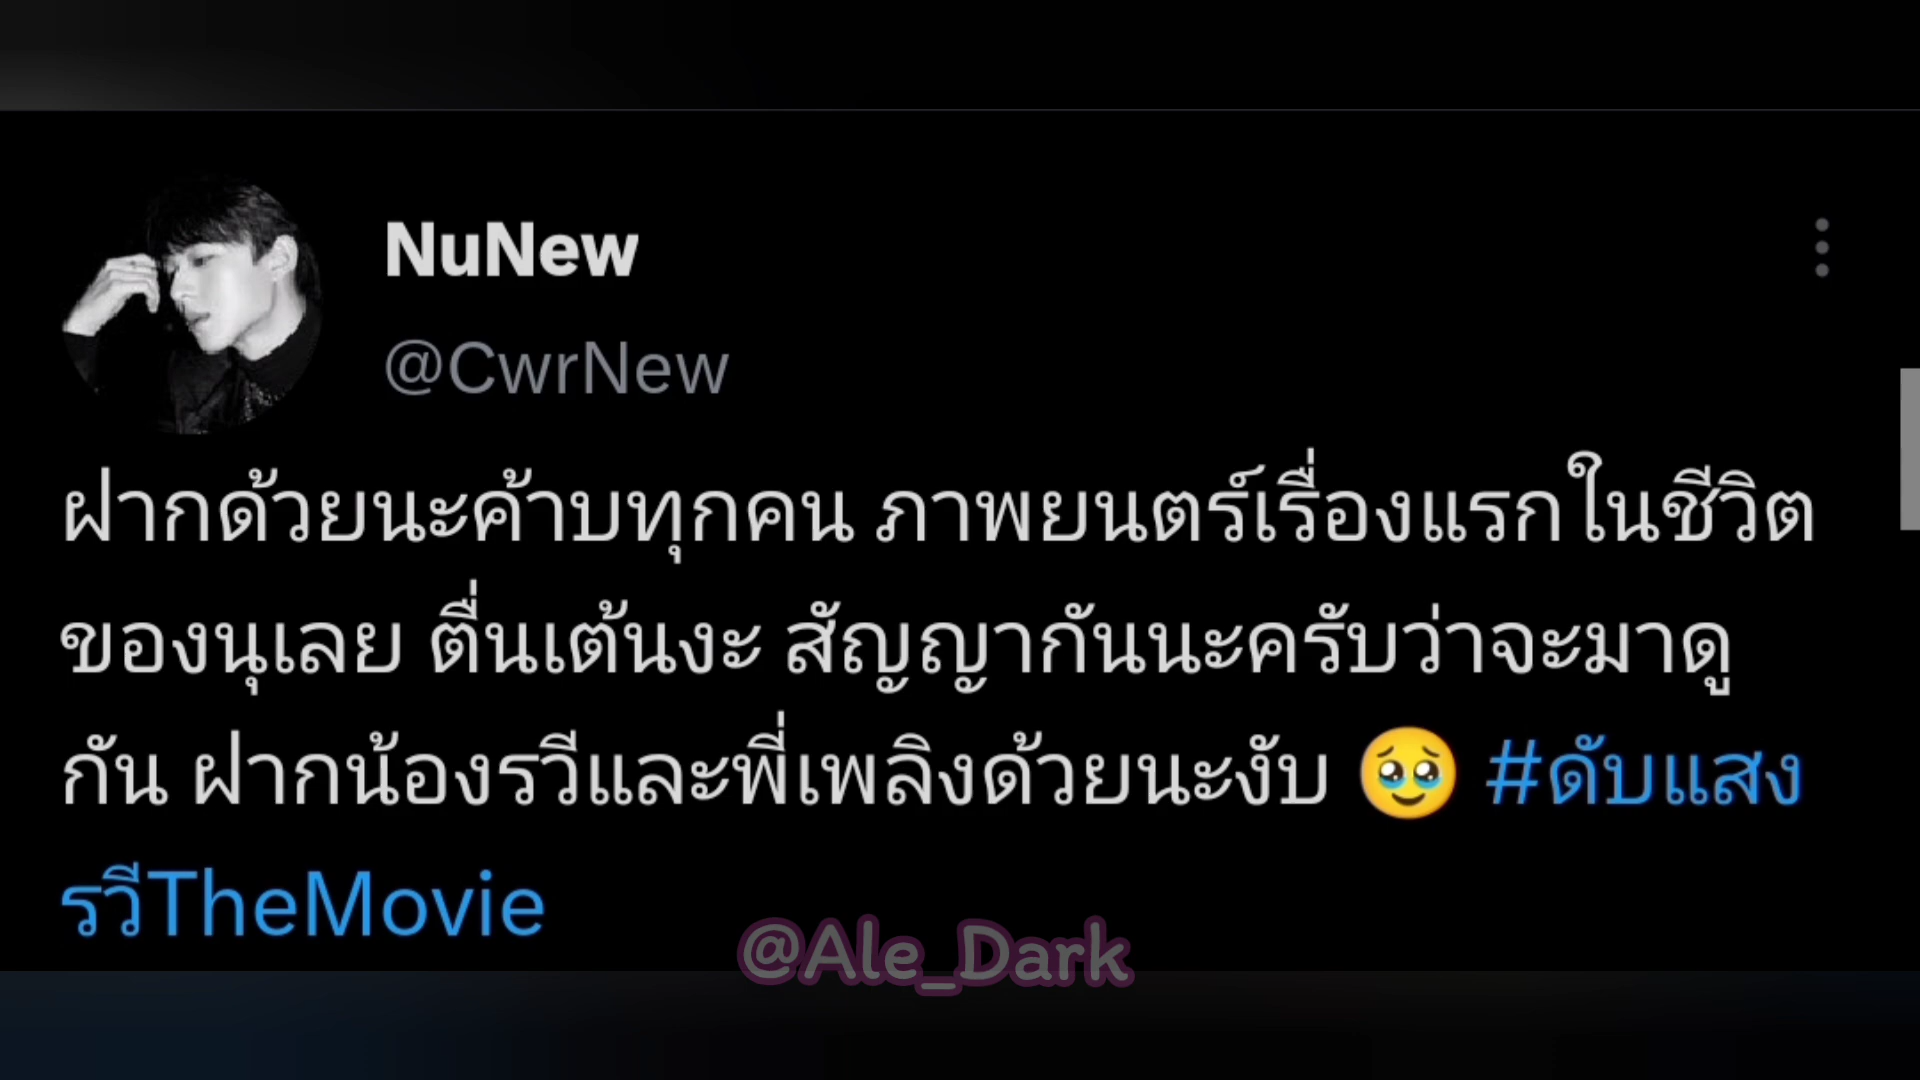 NuNew
@CwrNew
ฝากด้วยนะค้าบทุกคน ภาพยนตร์เรื่องแรกในชีวิต
ของนุเลย ตื่นเต้นงะ สัญญากันนะครับว่าจะมาดู
กัน ฝากน้องรวีและพี่เพลิงด้วยนะงับ 🥹 #ดับแสง
รวีTheMovie
@Ale_Dark